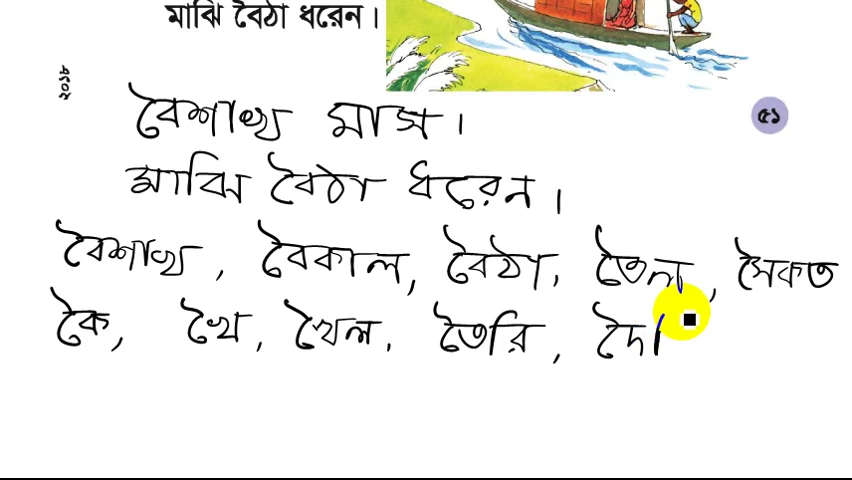 মাঝি বৈঠা ধরেন।
২০১৮
৫১
বৈশাখ মাস।
মাঝি বৈঠা ধরেন।
বৈশাখ, বৈকাল, বৈঠা, তৈল, সৈকত
কৈ, খৈ, খৈল, তৈরি, দৈ